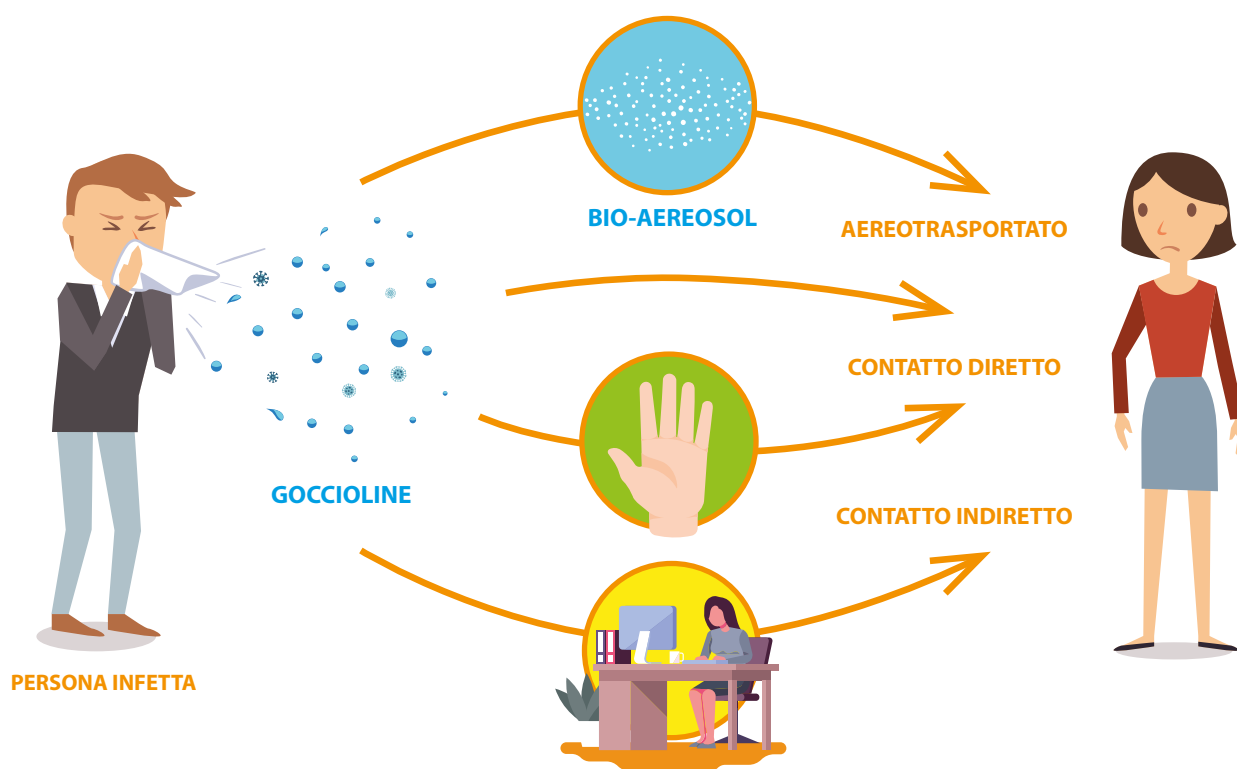 BIO-AEREOSOL
AEREOTRASPORTATO
CONTATTO DIRETTO
GOCCIOLINE
CONTATTO INDIRETTO
PERSONA INFETTA